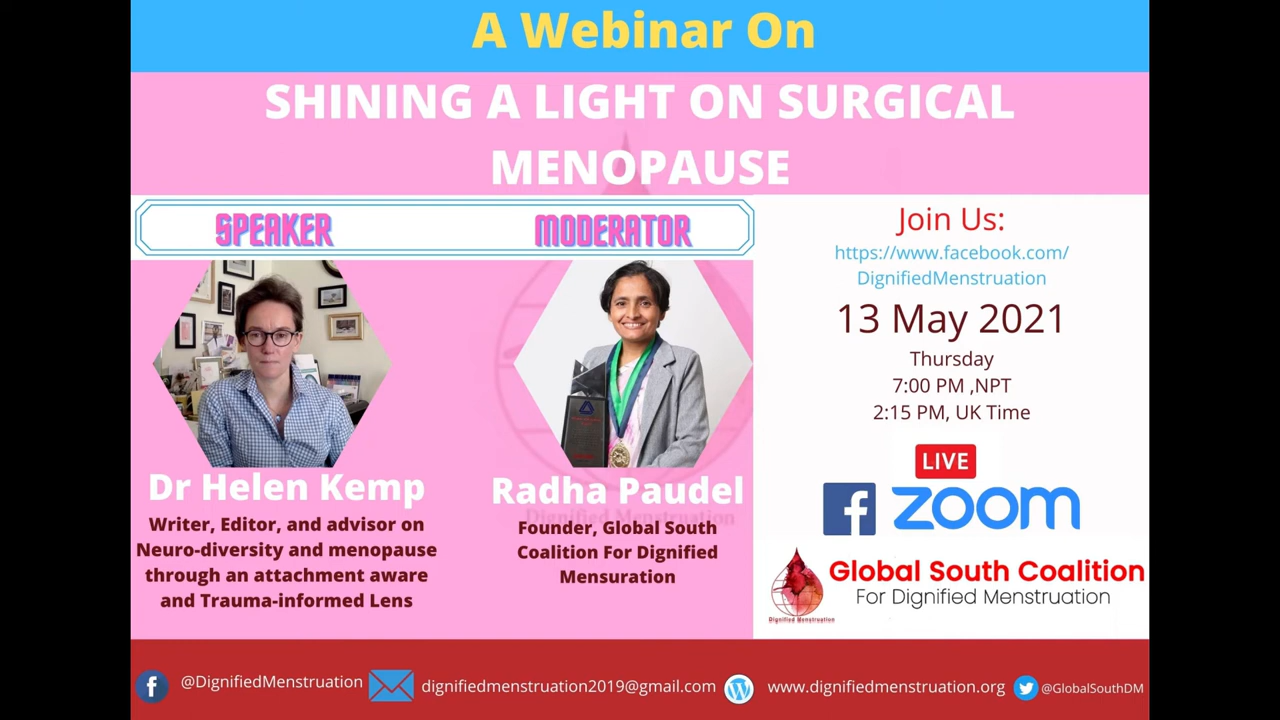 A Webinar On
SHINING A LIGHT ON SURGICAL
MENOPAUSE
SPEAKER
MODERATOR
Dr Helen Kemp
Writer, Editor, and advisor on
Neuro-diversity and menopause
through an attachment aware
and Trauma-informed Lens
Radha Paudel
Founder, Global South
Coalition For Dignified
Mensuration
Dignified Menstruation
Join Us:
https://www.facebook.com/
DignifiedMenstruation
13 May 2021
Thursday
7:00 PM ,NPT
2:15 PM, UK Time
LIVE
f zoom
Global South Coalition
For Dignified Menstruation
Dignified Menstruation
f @DignifiedMenstruation
dignifiedmenstruation2019@gmail.com
www.dignifiedmenstruation.org
@GlobalSouthDM